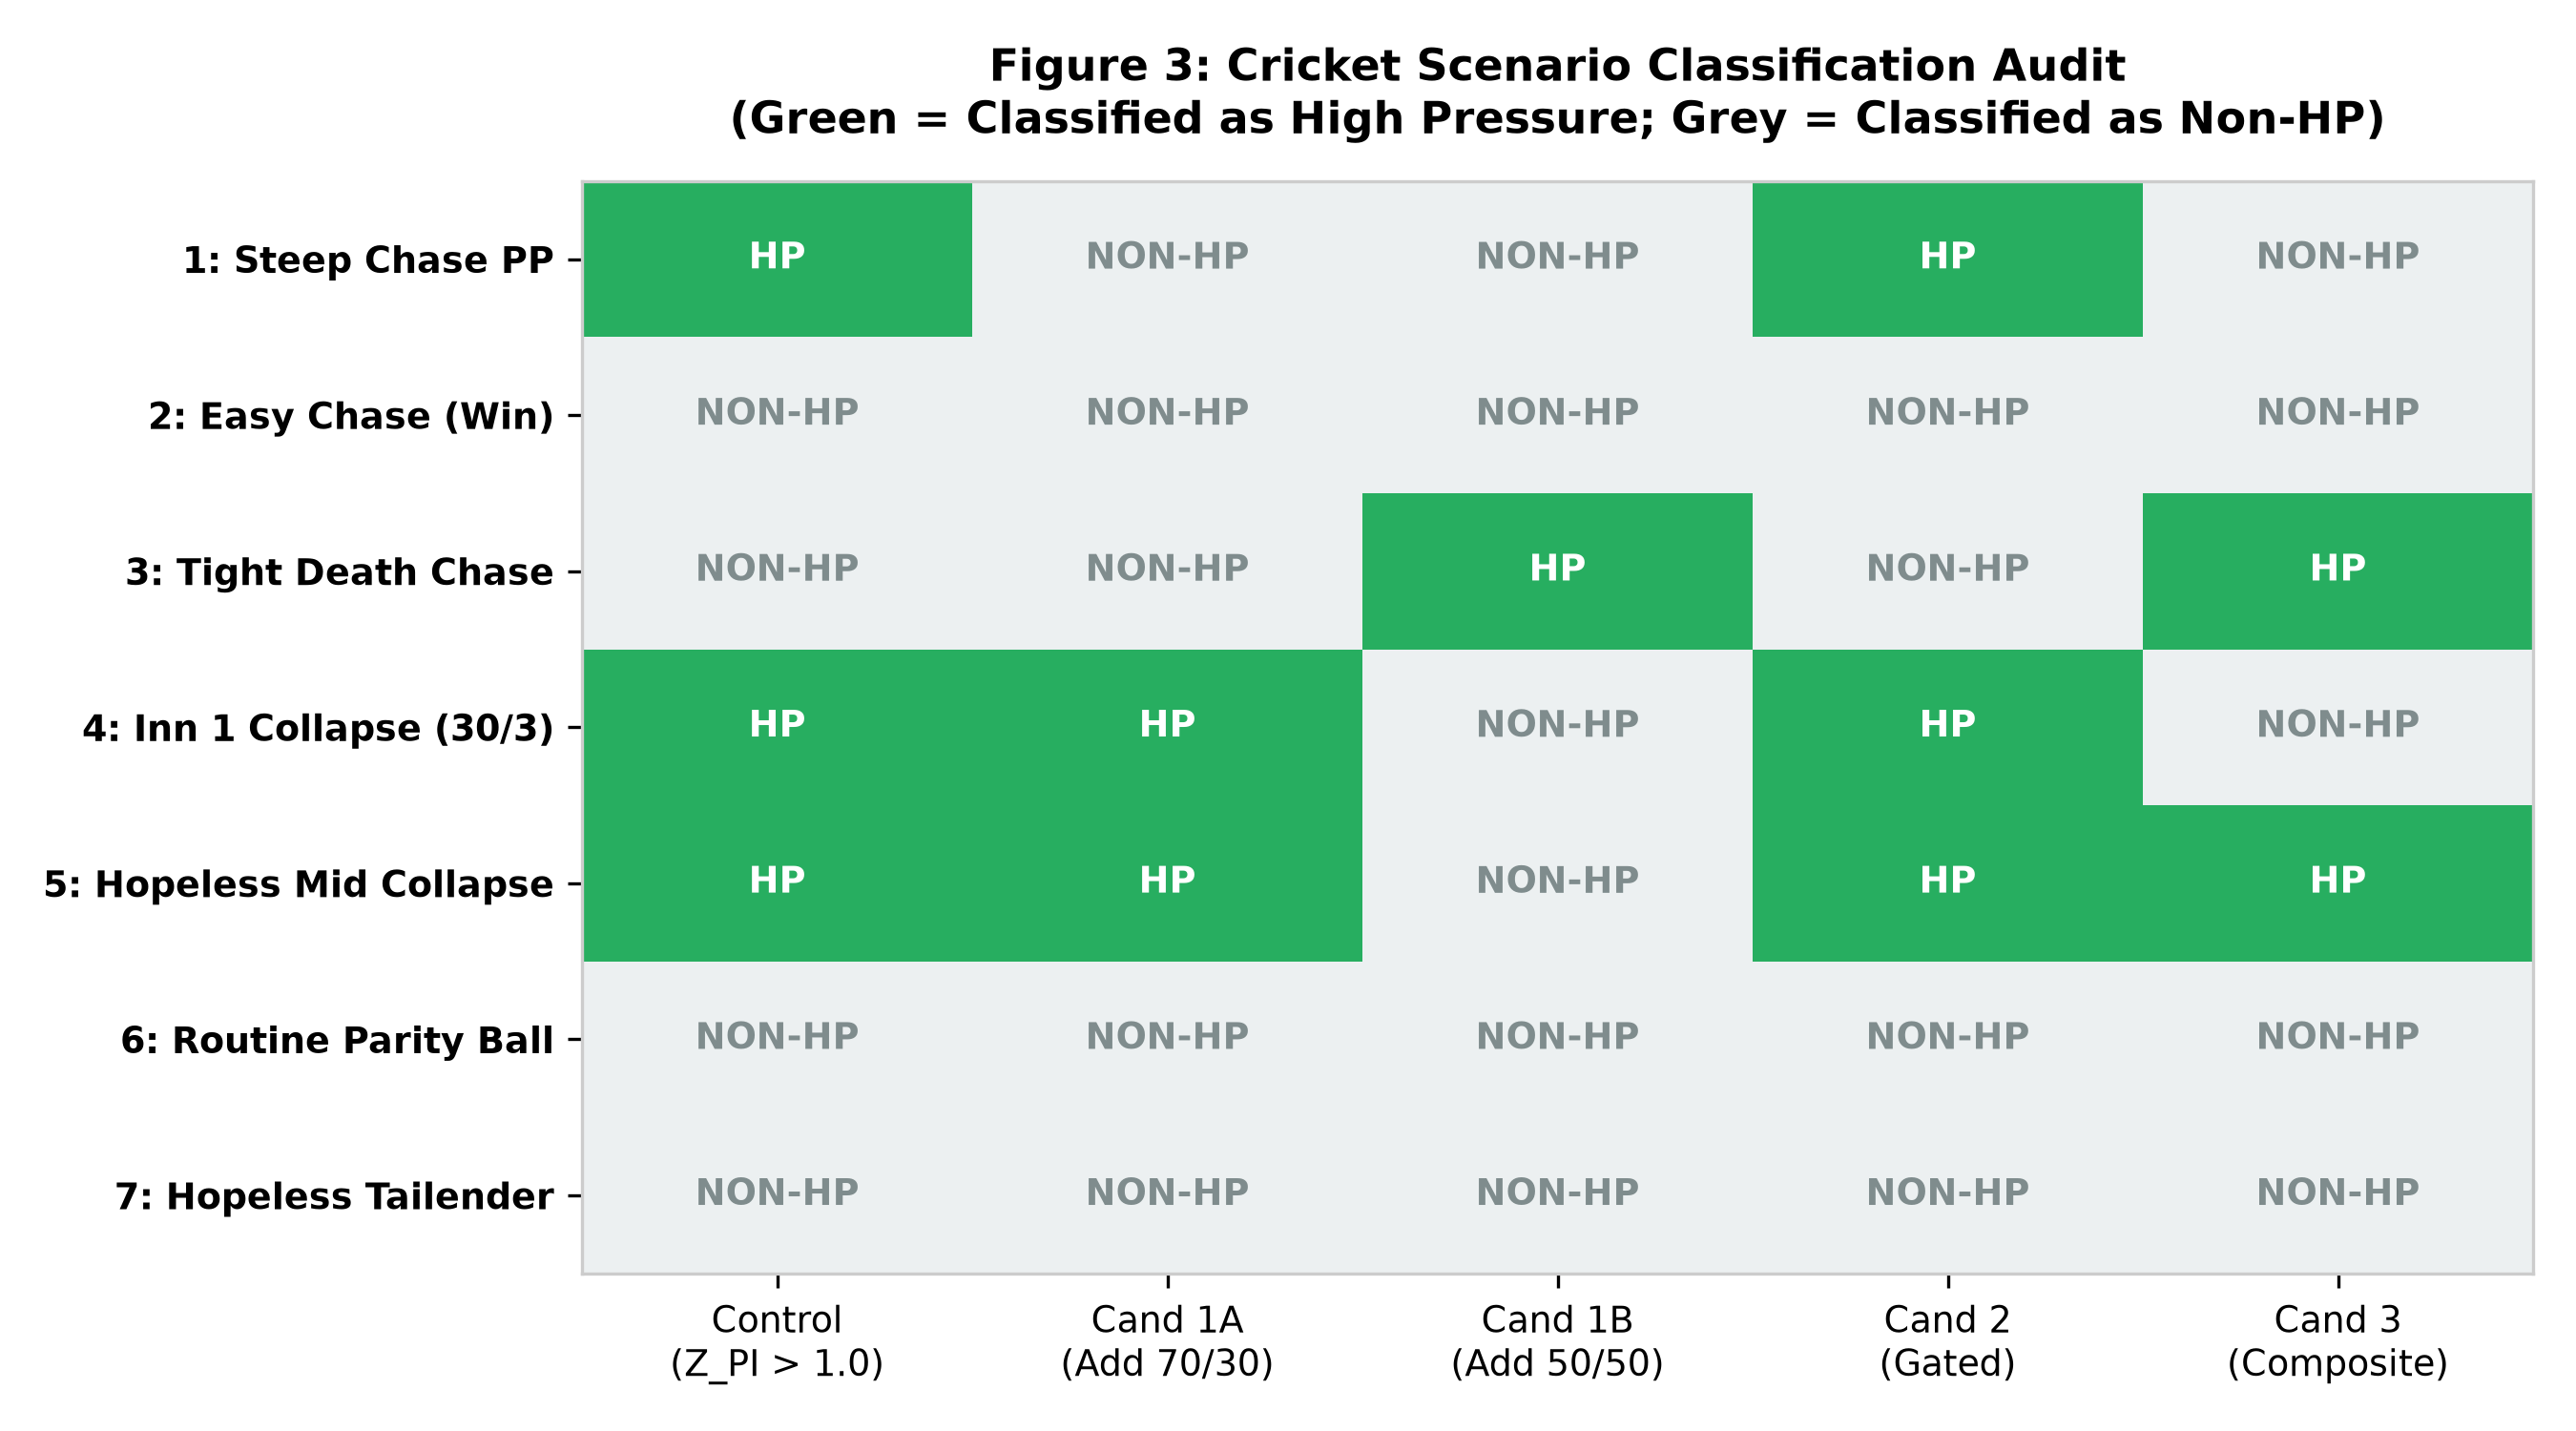 Figure 3: Cricket Scenario Classification Audit
(Green = Classified as High Pressure; Grey = Classified as Non-HP)
1: Steep Chase PP HP NON-HP NON-HP HP NON-HP
2: Easy Chase (Win) NON-HP NON-HP NON-HP NON-HP NON-HP
3: Tight Death Chase NON-HP NON-HP HP NON-HP HP
4: Inn 1 Collapse (30/3) HP HP NON-HP HP NON-HP
5: Hopeless Mid Collapse HP HP NON-HP HP HP
6: Routine Parity Ball NON-HP NON-HP NON-HP NON-HP NON-HP
7: Hopeless Tailender NON-HP NON-HP NON-HP NON-HP NON-HP
Control Cand 1A Cand 1B Cand 2 Cand 3
(Z_PI > 1.0) (Add 70/30) (Add 50/50) (Gated) (Composite)